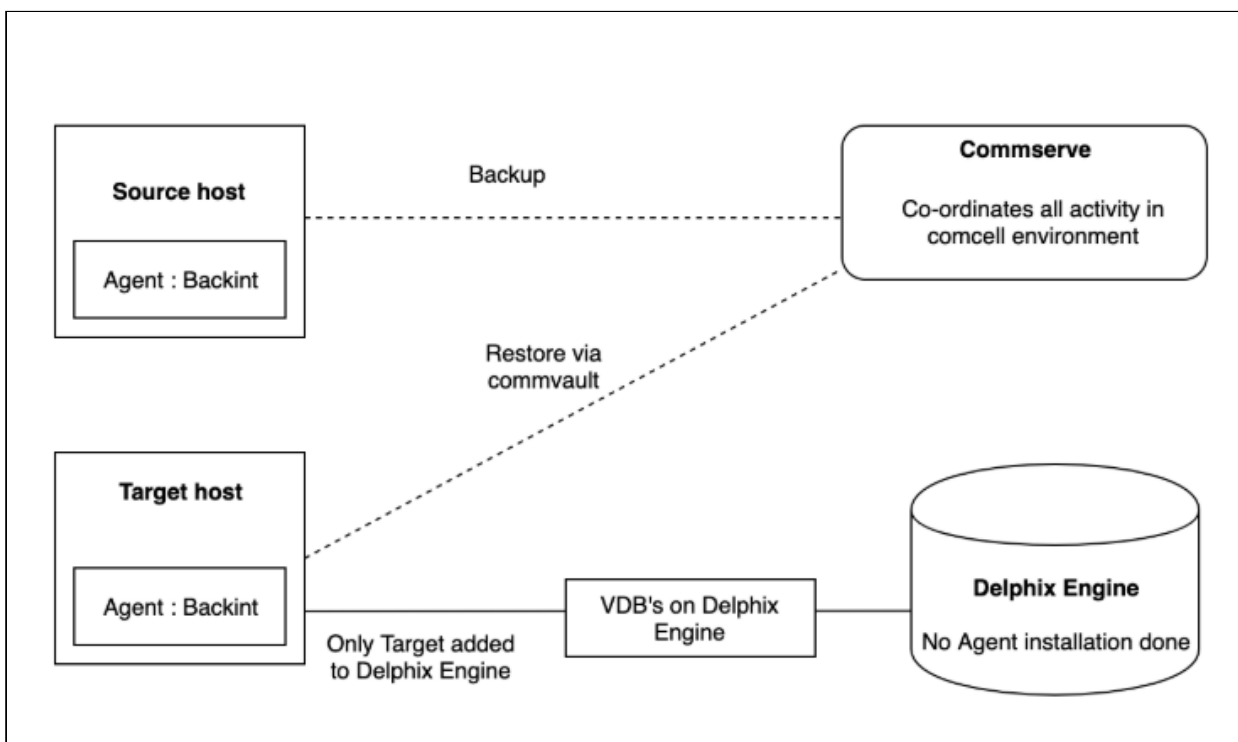 Source host
Agent : Backint
Backup
Commserve
Co-ordinates all activity in
comcell environment
Restore via
commvault
Target host
Agent : Backint
Only Target added
to Delphix Engine
VDB's on Delphix
Engine
Delphix Engine
No Agent installation done